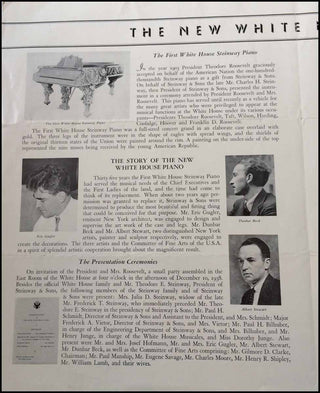 THE NEW WHITE
The First White House Steinway Piano
In the year 1903 President Theodore Roosevelt graciously
accepted on behalf of the American Nation the one-hundred-
thousandth Steinway piano as a gift from Steinway & Sons.
On behalf of Steinway & Sons the late Mr. Charles H. Stein-
way, then President of Steinway & Sons, presented the instru-
ment in a ceremony attended by President Roosevelt and Mrs.
Roosevelt. This piano has served until recently as a vehicle for
the many great artists who were privileged to appear at the
musical functions at the White House under its various occu-
pants—Presidents Theodore Roosevelt, Taft, Wilson, Harding,
Coolidge, Hoover and Franklin D. Roosevelt.
The First White House Steinway Piano
The First White House Steinway Piano was a full-sized concert grand in an elaborate case overlaid with
gold. The three legs of the instrument were in the shape of eagles with spread wings, and the shields of
the original thirteen states of the Union were painted around the rim. A painting on the under-side of the top
represented the nine muses being received by the young American Republic.
THE STORY OF THE NEW
WHITE HOUSE PIANO
Thirty-five years the First White House Steinway Piano
had served the musical needs of the Chief Executives and
the First Ladies of the land, and the time had come to
think of its replacement. When about two years ago per-
mission was granted to replace it, Steinway & Sons were
determined to produce the most beautiful and fitting thing
that could be conceived for that purpose. Mr. Eric Gugler,
eminent New York architect, was engaged to design and
supervise the art work of the case and legs. Mr. Dunbar
Beck and Mr. Albert Stewart, two distinguished New York
artists, painter and sculptor respectively, were engaged to
Eric Gugler
Dunbar Beck
create the decorations. The three artists and the Committee of Fine Arts of the U.S.A.
in a spirit of splendid artistic cooperation brought about the magnificent result.
The Presentation Ceremonies
On invitation of the President and Mrs. Roosevelt, a small party assembled in the
East Room of the White House at four o'clock in the afternoon of December 10, 1938.
Besides the official White House family and Mr. Theodore E. Steinway, President of
Steinway & Sons, the following members of the Steinway family and of Steinway
& Sons were present: Mrs. Julia D. Steinway, widow of the late
Mr. Frederick T. Steinway, who immediately preceded Mr. Theo-
dore E. Steinway in the presidency of Steinway & Sons; Mr. Paul H.
Schmidt, Director of Steinway & Sons and Assistant to the President, and Mrs. Schmidt; Major
Frederick A. Vietor, Director of Steinway & Sons, and Mrs. Vietor; Mr. Paul H. Bilhuber,
in charge of the Engineering Department of Steinway & Sons, and Mrs. Bilhuber, and Mr.
Henry Junge, in charge of the White House Musicales, and Miss Dorothy Junge. Also
present were Mr. and Mrs. Josef Hofmann, Mr. and Mrs. Eric Gugler, Mr. Albert Stewart,
Mr. Dunbar Beck, as well as the Committee of Fine Arts comprising: Mr. Gilmore D. Clarke,
Chairman; Mr. Paul Manship, Mr. Eugene Savage, Mr. Charles Moore, Mr. Henry R. Shepley,
Mr. William Lamb, and their wives.
Albert Stewart